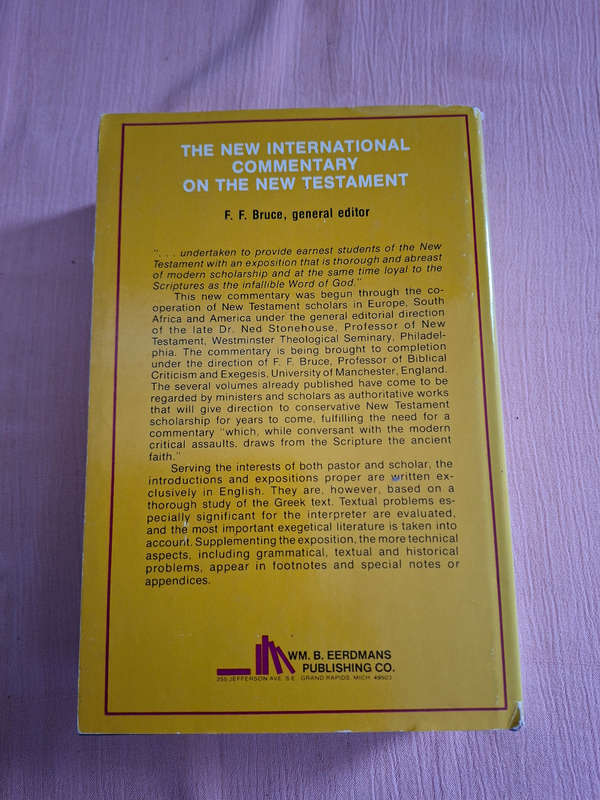 THE NEW INTERNATIONAL
COMMENTARY
ON THE NEW TESTAMENT
F. F. Bruce, general editor
". . . undertaken to provide earnest students of the New
Testament with an exposition that is thorough and abreast
of modern scholarship and at the same time loyal to the
Scriptures as the infallible Word of God."
This new commentary was begun through the co-
operation of New Testament scholars in Europe, South
Africa and America under the general editorial direction
of the late Dr. Ned Stonehouse, Professor of New
Testament, Westminster Theological Seminary, Philadel-
phia. The commentary is being brought to completion
under the direction of F. F. Bruce, Professor of Biblical
Criticism and Exegesis, University of Manchester, England.
The several volumes already published have come to be
regarded by ministers and scholars as authoritative works
that will give direction to conservative New Testament
scholarship for years to come, fulfilling the need for a
commentary "which, while conversant with the modern
critical assaults, draws from the Scripture the ancient
faith."
Serving the interests of both pastor and scholar, the
introductions and expositions proper are written ex-
clusively in English. They are, however, based on a
thorough study of the Greek text. Textual problems es-
pecially significant for the interpreter are evaluated,
and the most important exegetical literature is taken into
account. Supplementing the exposition, the more technical
aspects, including grammatical, textual and historical
problems, appear in footnotes and special notes or
appendices.
WM. B. EERDMANS
PUBLISHING CO.
255 JEFFERSON AVE. S.E., GRAND RAPIDS, MICH. 49503